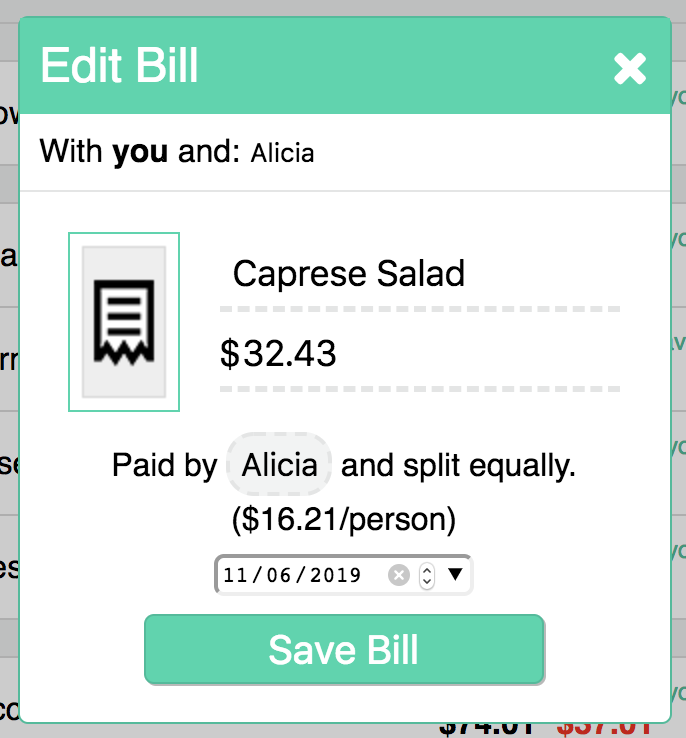 Edit Bill
With you and: Alicia
Caprese Salad
$32.43
Paid by Alicia and split equally.
($16.21/person)
11/06/2019
Save Bill